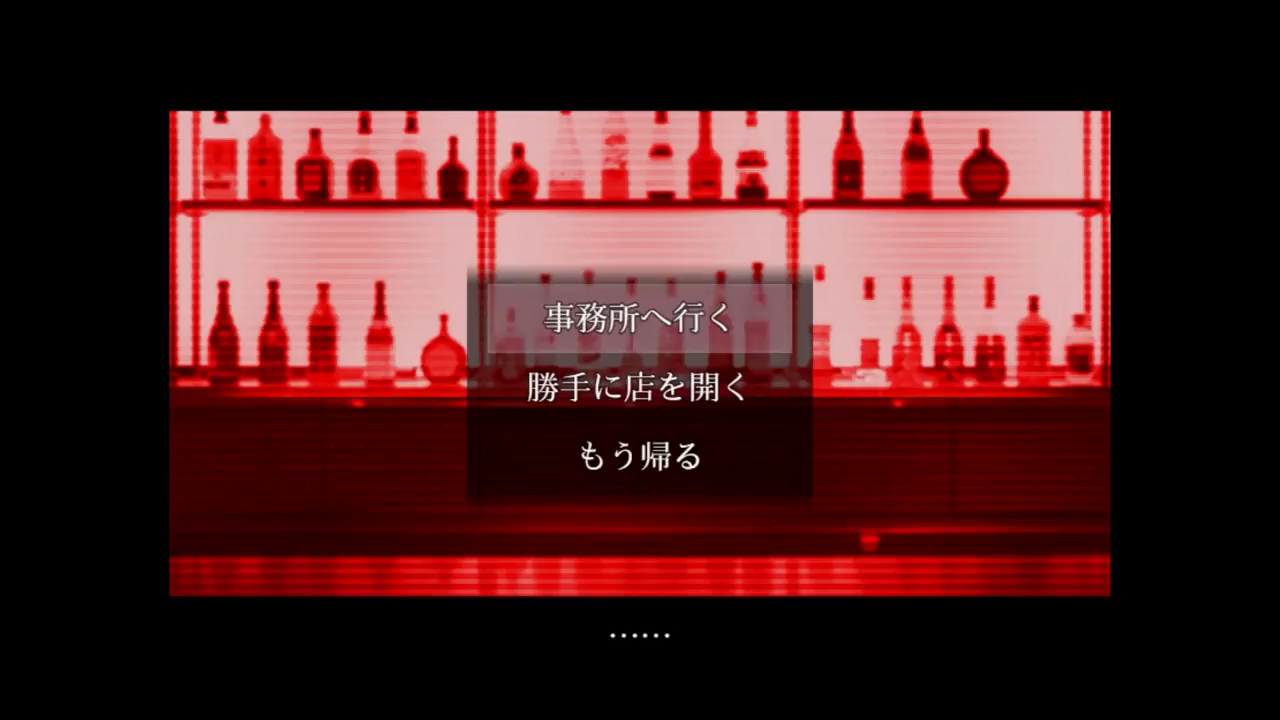 事務所へ行く
勝手に店を開く
もう帰る
……